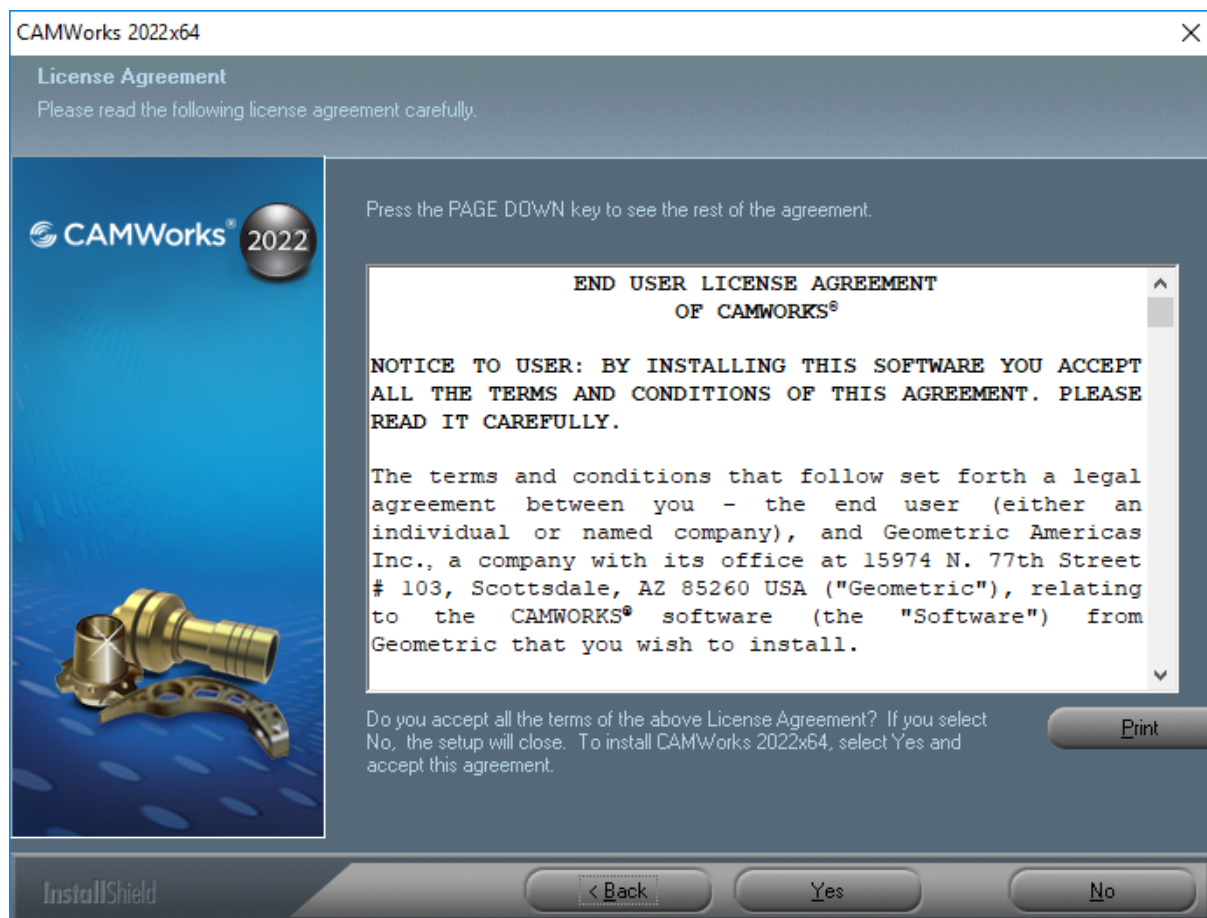 CAMWorks 2022x64
License Agreement
Please read the following license agreement carefully.
CAMWorks® 2022
Press the PAGE DOWN key to see the rest of the agreement.
END USER LICENSE AGREEMENT
OF CAMWORKS®
NOTICE TO USER: BY INSTALLING THIS SOFTWARE YOU ACCEPT
ALL THE TERMS AND CONDITIONS OF THIS AGREEMENT. PLEASE
READ IT CAREFULLY.
The terms and conditions that follow set forth a legal
agreement between you – the end user (either an
individual or named company), and Geometric Americas
Inc., a company with its office at 15974 N. 77th Street
# 103, Scottsdale, AZ 85260 USA ("Geometric"), relating
to the CAMWORKS® software (the "Software") from
Geometric that you wish to install.
Do you accept all the terms of the above License Agreement? If you select
No, the setup will close. To install CAMWorks 2022x64, select Yes and
accept this agreement.
Print
InstallShield
< Back
Yes
No